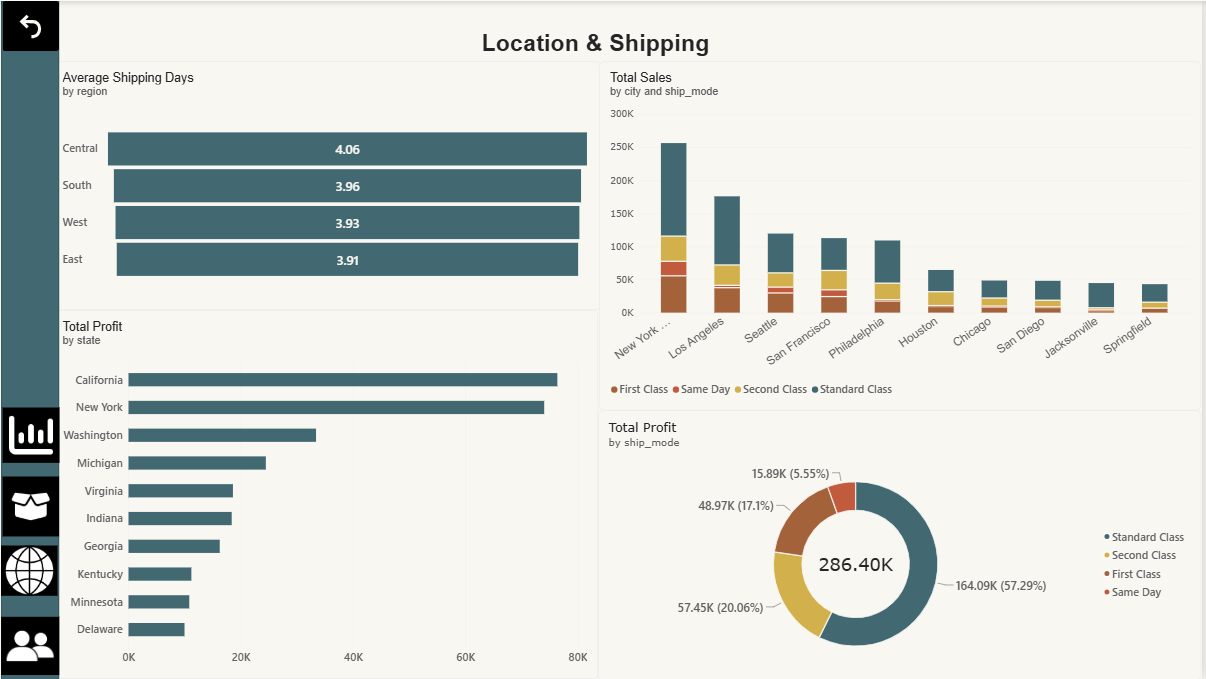 Location & Shipping
Average Shipping Days
by region
Central 4.06
South 3.96
West 3.93
East 3.91
Total Profit
by state
California
New York
Washington
Michigan
Virginia
Indiana
Georgia
Kentucky
Minnesota
Delaware
0K 20K 40K 60K 80K
Total Sales
by city and ship_mode
300K
250K
200K
150K
100K
50K
0K
New York ... Los Angeles Seattle San Francisco Philadelphia Houston Chicago San Diego Jacksonville Springfield
First Class Same Day Second Class Standard Class
Total Profit
by ship_mode
15.89K (5.55%)
48.97K (17.1%)
286.40K
164.09K (57.29%)
57.45K (20.06%)
Standard Class
Second Class
First Class
Same Day